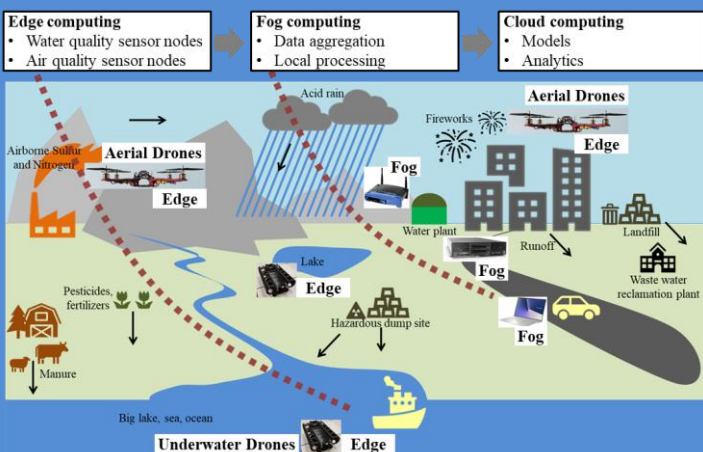 Edge computing
• Water quality sensor nodes
• Air quality sensor nodes
Fog computing
• Data aggregation
• Local processing
Cloud computing
• Models
• Analytics
Acid rain
Aerial Drones
Fireworks
Edge
Airborne Sulfur
and Nitrogen
Aerial Drones
Edge
Fog
Water plant
Runoff
Landfill
Lake
Fog
Waste water
reclamation plant
Edge
Pesticides,
fertilizers
Fog
Hazardous dump site
Manure
Big lake, sea, ocean
Underwater Drones
Edge